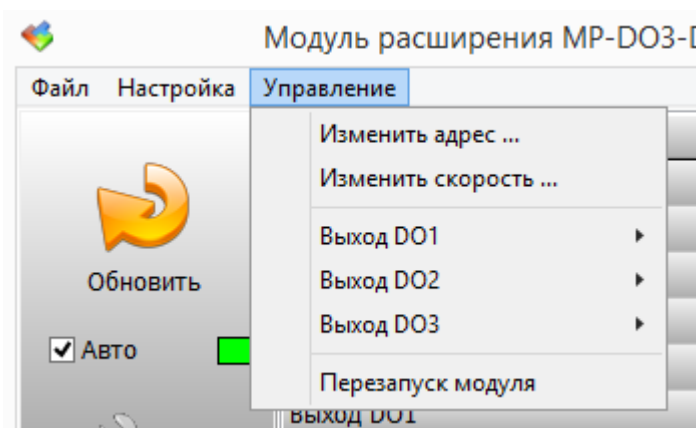 Модуль расширения MP-DO3-
Файл Настройка Управление
Изменить адрес ...
Изменить скорость ...
Выход DO1
Обновить
Выход DO2
Выход DO3
Авто
Перезапуск модуля
Выход DO1